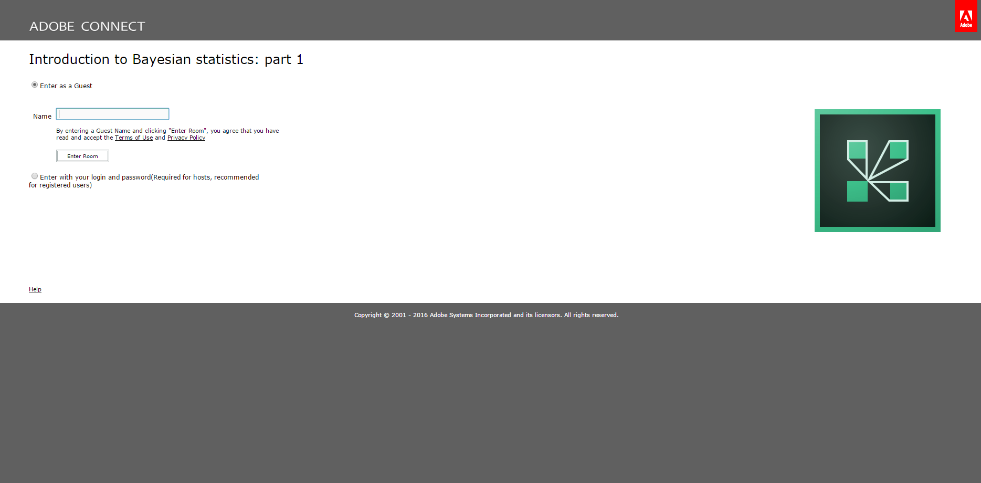 ADOBE CONNECT
Adobe
Introduction to Bayesian statistics: part 1
Enter as a Guest
Name
By entering a Guest Name and clicking "Enter Room", you agree that you have
read and accept the Terms of Use and Privacy Policy
Enter Room
Enter with your login and password(Required for hosts, recommended
for registered users)
Help
Copyright © 2001 - 2016 Adobe Systems Incorporated and its licensors. All rights reserved.